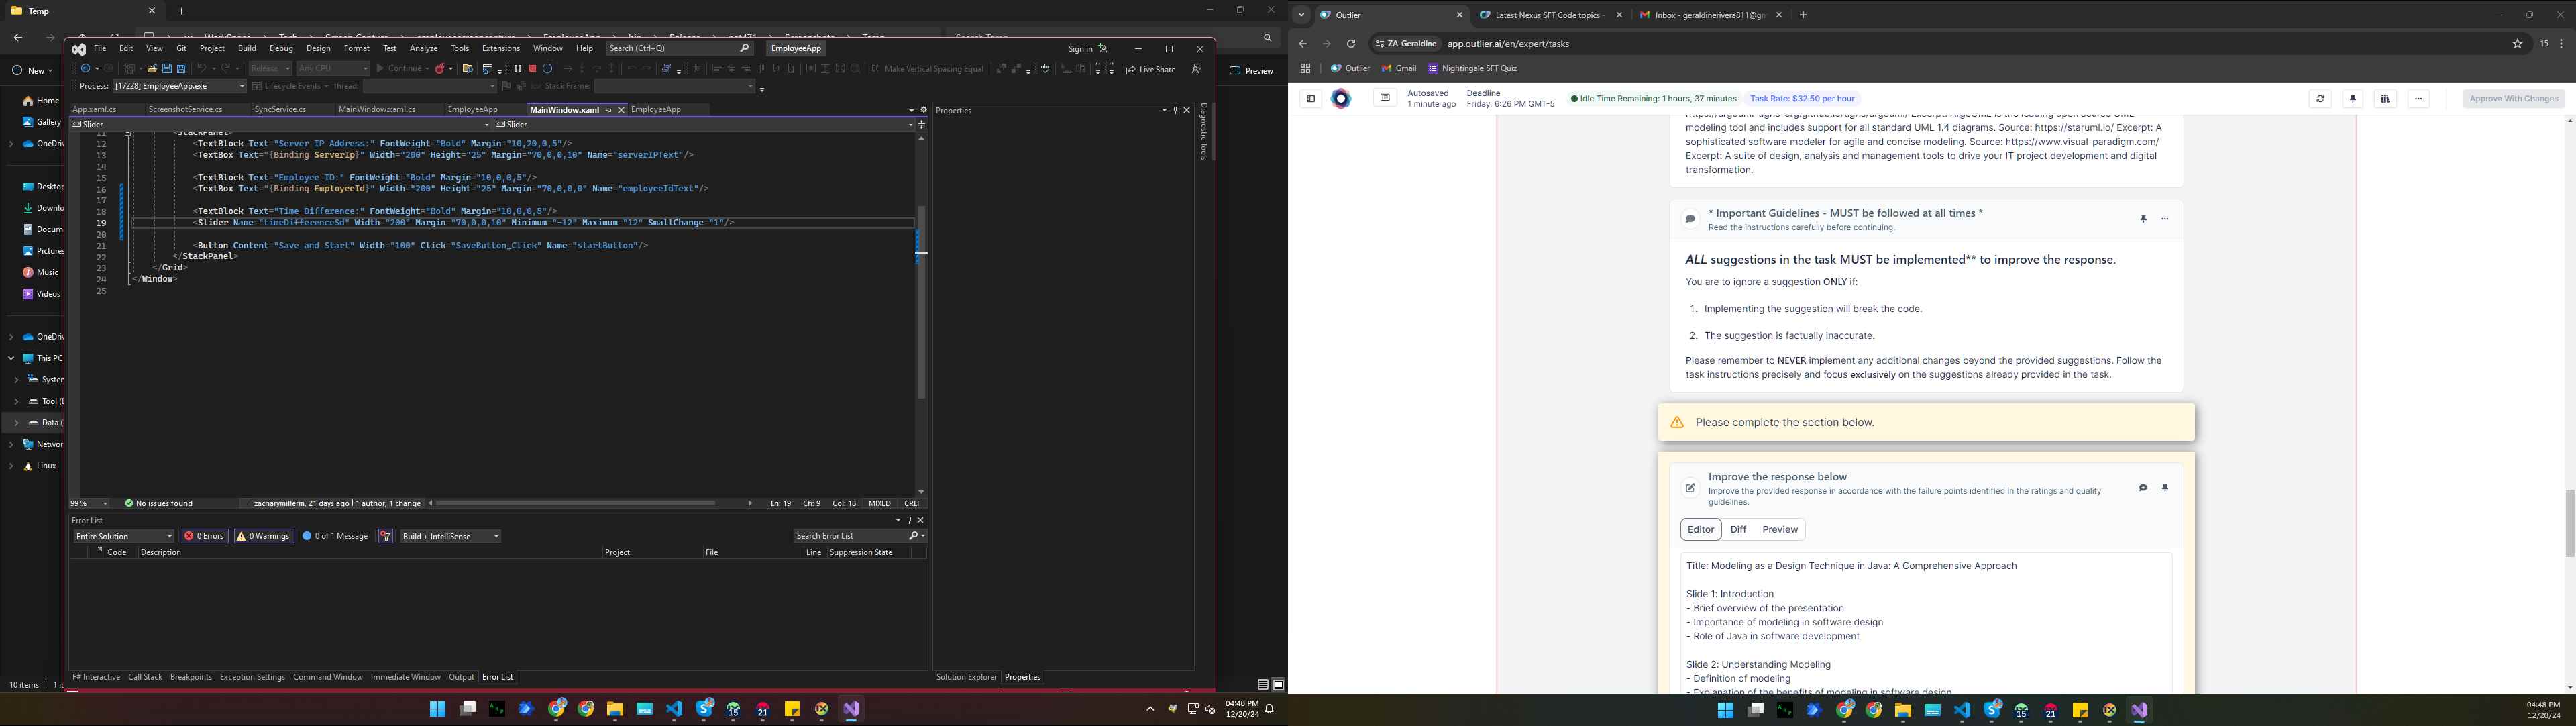 Temp
New
Home
Gallery
Desktop
Music
Videos
This PC
Linux
10 items
Preview
File Edit View Git Project Build Debug Design Format Test Analyze Tools Extensions Window Help Search (Ctrl+Q) EmployeeApp
Sign in
Release Any CPU Continue Make Vertical Spacing Equal Live Share
Process: [17228] EmployeeApp.exe Lifecycle Events Thread: Stack Frame:
App.xaml.cs ScreenshotService.cs SyncService.cs MainWindow.xaml.cs EmployeeApp MainWindow.xaml EmployeeApp
Slider Slider
11 <StackPanel>
12 <TextBlock Text="Server IP Address:" FontWeight="Bold" Margin="10,20,0,5"/>
13 <TextBox Text="{Binding ServerIp}" Width="200" Height="25" Margin="70,0,0,10" Name="serverIPText"/>
14
15 <TextBlock Text="Employee ID:" FontWeight="Bold" Margin="10,0,0,5"/>
16 <TextBox Text="{Binding EmployeeId}" Width="200" Height="25" Margin="70,0,0,0" Name="employeeIdText"/>
17
18 <TextBlock Text="Time Difference:" FontWeight="Bold" Margin="10,0,0,5"/>
19 <Slider Name="timeDifferenceSd" Width="200" Margin="70,0,0,10" Minimum="-12" Maximum="12" SmallChange="1"/>
20
21 <Button Content="Save and Start" Width="100" Click="SaveButton_Click" Name="startButton"/>
22 </StackPanel>
23 </Grid>
24 </Window>
25
99 % No issues found zacharymillerm, 21 days ago | 1 author, 1 change Ln: 19 Ch: 9 Col: 18 MIXED CRLF
Error List
Entire Solution 0 Errors 0 Warnings 0 of 1 Message Build + IntelliSense Search Error List
Code Description Project File Line Suppression State
F# Interactive Call Stack Breakpoints Exception Settings Command Window Immediate Window Output Error List
Properties
Diagnostic Tools
Solution Explorer Properties
04:48 PM
12/20/24
Outlier
Latest Nexus SFT Code topics -
Inbox - geraldinerivera811@gm
ZA-Geraldine app.outlier.ai/en/expert/tasks
15
Outlier Gmail Nightingale SFT Quiz
Autosaved
1 minute ago
Deadline
Friday, 6:26 PM GMT-5
Idle Time Remaining: 1 hours, 37 minutes
Task Rate: $32.50 per hour
Approve With Changes
modeling tool and includes support for all standard UML 1.4 diagrams. Source: https://staruml.io/ Excerpt: A
sophisticated software modeler for agile and concise modeling. Source: https://www.visual-paradigm.com/
Excerpt: A suite of design, analysis and management tools to drive your IT project development and digital
transformation.
* Important Guidelines - MUST be followed at all times *
Read the instructions carefully before continuing.
ALL suggestions in the task MUST be implemented** to improve the response.
You are to ignore a suggestion ONLY if:
1. Implementing the suggestion will break the code.
2. The suggestion is factually inaccurate.
Please remember to NEVER implement any additional changes beyond the provided suggestions. Follow the
task instructions precisely and focus exclusively on the suggestions already provided in the task.
Please complete the section below.
Improve the response below
Improve the provided response in accordance with the failure points identified in the ratings and quality
guidelines.
Editor Diff Preview
Title: Modeling as a Design Technique in Java: A Comprehensive Approach
Slide 1: Introduction
- Brief overview of the presentation
- Importance of modeling in software design
- Role of Java in software development
Slide 2: Understanding Modeling
- Definition of modeling
- Explanation of the benefits of modeling in software design
04:48 PM
12/20/24